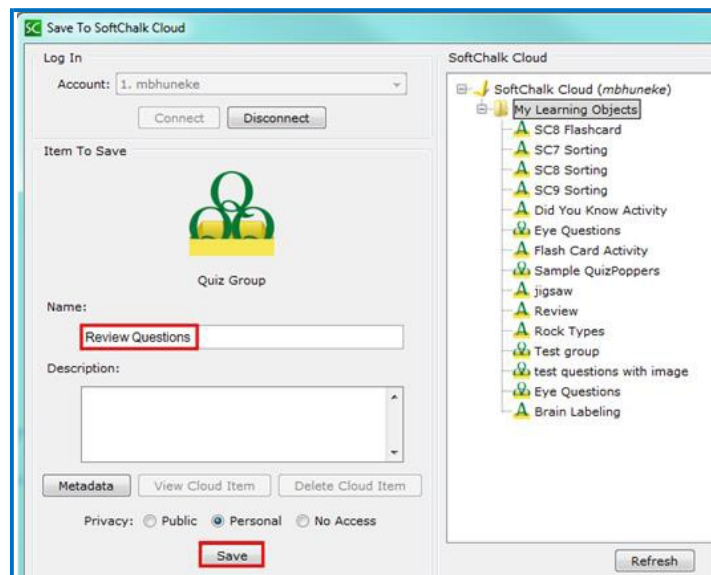 SC Save To SoftChalk Cloud
Log In
Account: 1. mbhuneke
Connect Disconnect
Item To Save
Quiz Group
Name:
Review Questions
Description:
Metadata View Cloud Item Delete Cloud Item
Privacy: Public Personal No Access
Save
SoftChalk Cloud
SoftChalk Cloud (mbhuneke)
My Learning Objects
A SC8 Flashcard
A SC7 Sorting
A SC8 Sorting
A SC9 Sorting
A Did You Know Activity
Eye Questions
A Flash Card Activity
Sample QuizPoppers
A jigsaw
A Review
A Rock Types
Test group
test questions with image
Eye Questions
A Brain Labeling
Refresh